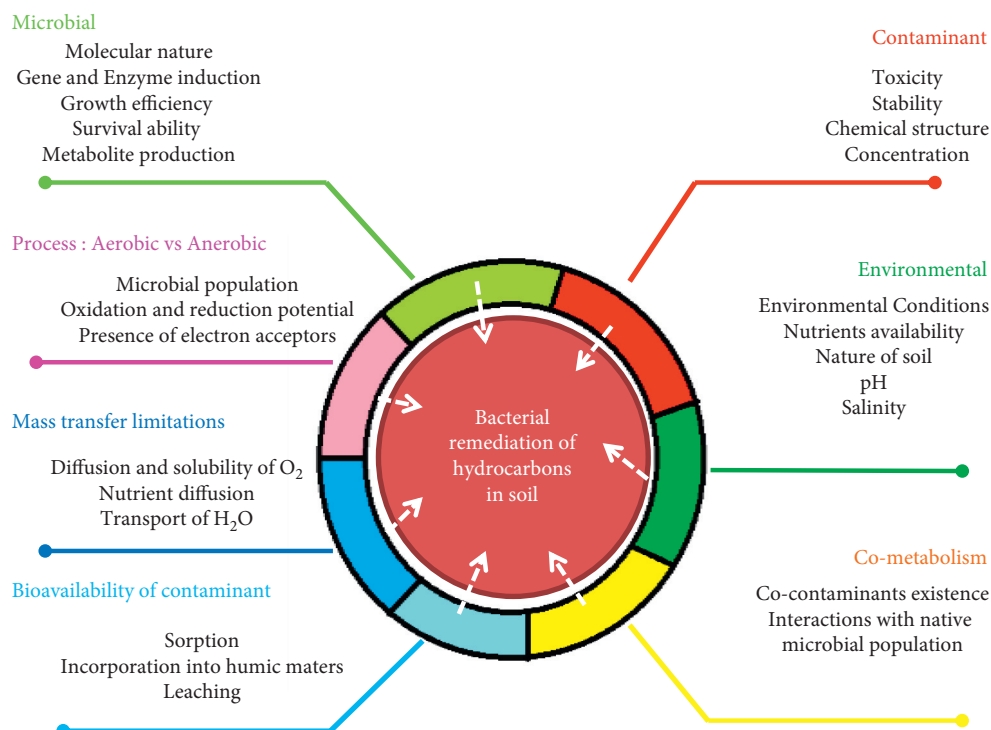 Microbial
Molecular nature
Gene and Enzyme induction
Growth efficiency
Survival ability
Metabolite production
Process : Aerobic vs Anerobic
Microbial population
Oxidation and reduction potential
Presence of electron acceptors
Mass transfer limitations
Diffusion and solubility of O₂
Nutrient diffusion
Transport of H₂O
Bioavailability of contaminant
Sorption
Incorporation into humic maters
Leaching
Bacterial
remediation of
hydrocarbons
in soil
Contaminant
Toxicity
Stability
Chemical structure
Concentration
Environmental
Environmental Conditions
Nutrients availability
Nature of soil
pH
Salinity
Co-metabolism
Co-contaminants existence
Interactions with native
microbial population